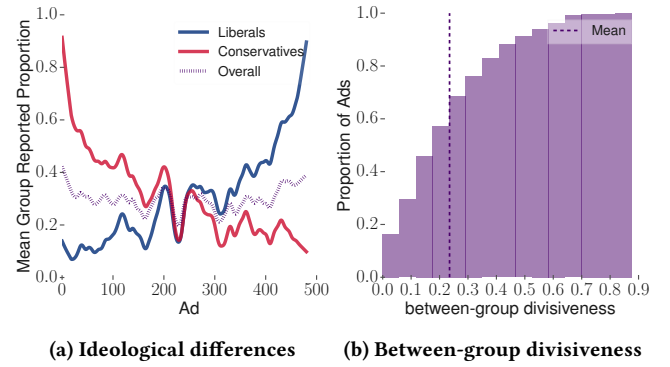 Mean Group Reported Proportion
1.0
0.8
0.6
0.4
0.2
0.0
Liberals
Conservatives
Overall
0 100 200 300 400 500
Ad
(a) Ideological differences
Proportion of Ads
1.0
0.8
0.6
0.4
0.2
0.0
Mean
0.0 0.1 0.2 0.3 0.4 0.5 0.6 0.7 0.8 0.9
between-group divisiveness
(b) Between-group divisiveness